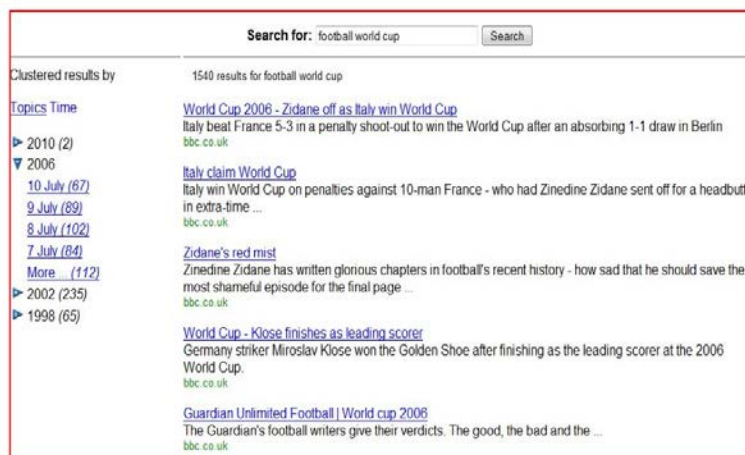 Search for: football world cup Search
Clustered results by
1540 results for football world cup
Topics Time
2010 (2)
2006
10 July (67)
9 July (89)
8 July (102)
7 July (84)
More ... (112)
2002 (235)
1998 (65)
World Cup 2006 - Zidane off as Italy win World Cup
Italy beat France 5-3 in a penalty shoot-out to win the World Cup after an absorbing 1-1 draw in Berlin
bbc.co.uk
Italy claim World Cup
Italy win World Cup on penalties against 10-man France - who had Zinedine Zidane sent off for a headbutt
in extra-time ...
bbc.co.uk
Zidane's red mist
Zinedine Zidane has written glorious chapters in football's recent history - how sad that he should save the
most shameful episode for the final page ...
bbc.co.uk
World Cup - Klose finishes as leading scorer
Germany striker Miroslav Klose won the Golden Shoe after finishing as the leading scorer at the 2006
World Cup.
bbc.co.uk
Guardian Unlimited Football | World cup 2006
The Guardian's football writers give their verdicts. The good, the bad and the ...
bbc.co.uk